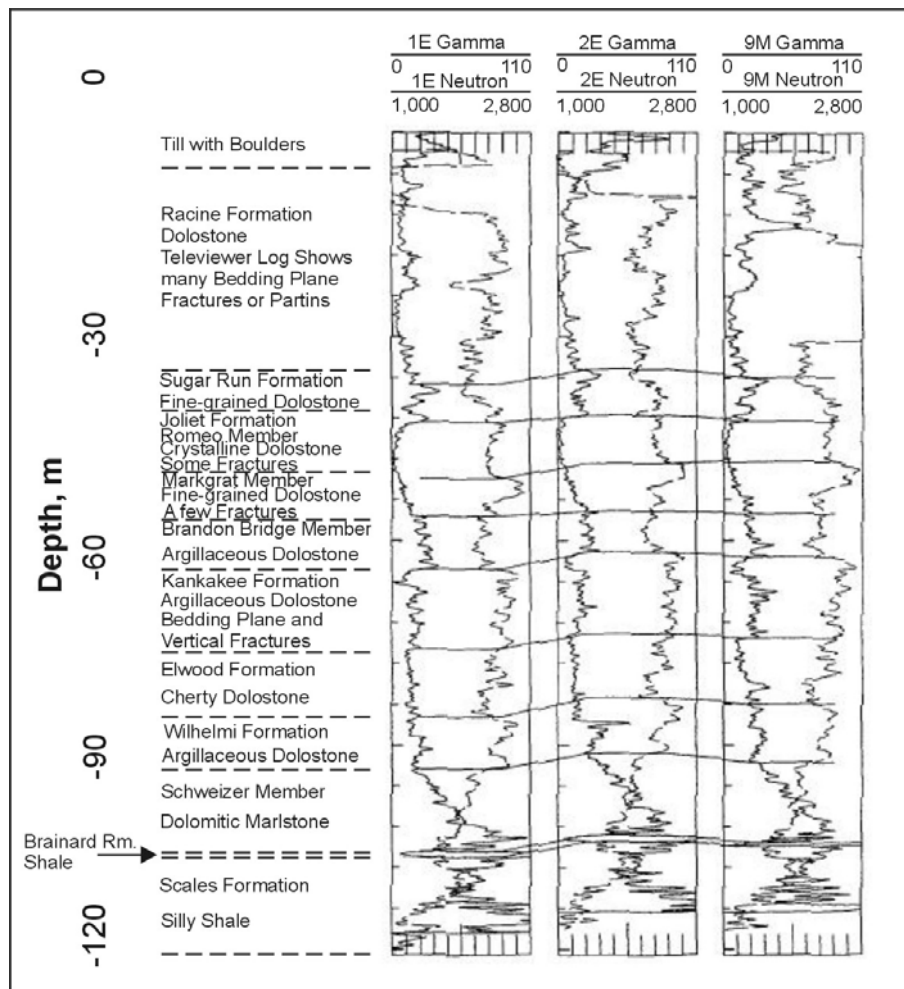 1E Gamma
0 110
1E Neutron
1,000 2,800
2E Gamma
0 110
2E Neutron
1,000 2,800
9M Gamma
0 110
9M Neutron
1,000 2,800
Depth, m
0
-30
-60
-90
-120
Till with Boulders
Racine Formation
Dolostone
Televiewer Log Shows
many Bedding Plane
Fractures or Partins
Sugar Run Formation
Fine-grained Dolostone
Joliet Formation
Romeo Member
Crystalline Dolostone
Some Fractures
Markgrat Member
Fine-grained Dolostone
A few Fractures
Brandon Bridge Member
Argillaceous Dolostone
Kankakee Formation
Argillaceous Dolostone
Bedding Plane and
Vertical Fractures
Elwood Formation
Cherty Dolostone
Wilhelmi Formation
Argillaceous Dolostone
Schweizer Member
Dolomitic Marlstone
Brainard Rm.
Shale
Scales Formation
Silly Shale